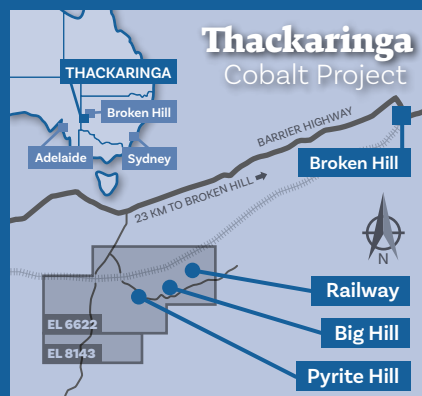 Thackaringa
Cobalt Project
THACKARINGA
Broken Hill
Adelaide
Sydney
BARRIER HIGHWAY
Broken Hill
23 KM TO BROKEN HILL
N
Railway
Big Hill
Pyrite Hill
EL 6622
EL 8143